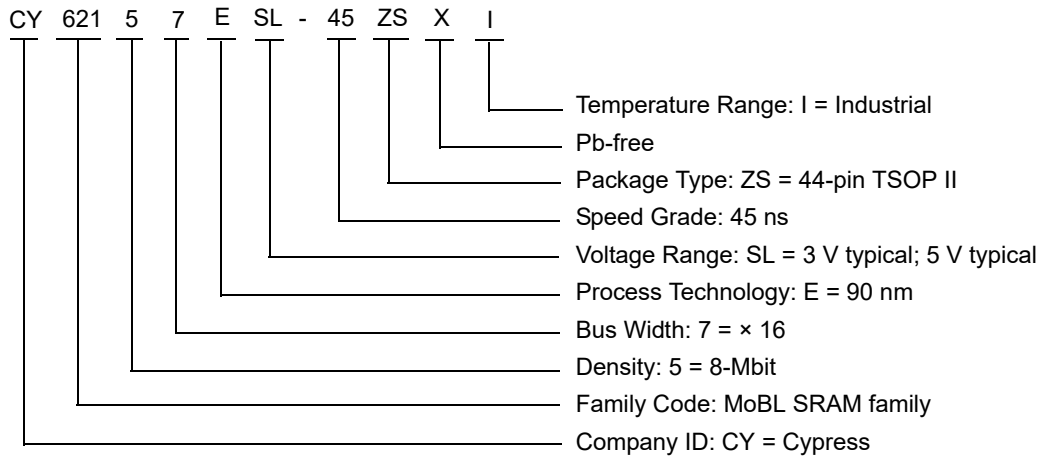 CY 621 5 7 E SL - 45 ZS X I
Temperature Range: I = Industrial
Pb-free
Package Type: ZS = 44-pin TSOP II
Speed Grade: 45 ns
Voltage Range: SL = 3 V typical; 5 V typical
Process Technology: E = 90 nm
Bus Width: 7 = × 16
Density: 5 = 8-Mbit
Family Code: MoBL SRAM family
Company ID: CY = Cypress